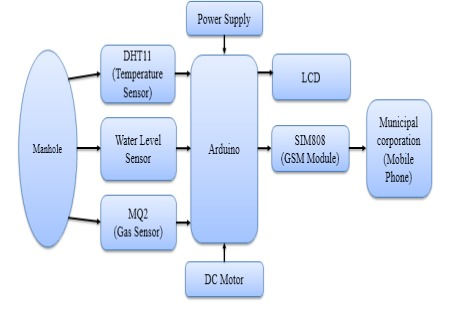 Power Supply
DHT11
(Temperature
Sensor)
LCD
Manhole
Water Level
Sensor
Arduino
SIM808
(GSM Module)
Municipal
corporation
(Mobile
Phone)
MQ2
(Gas Sensor)
DC Motor